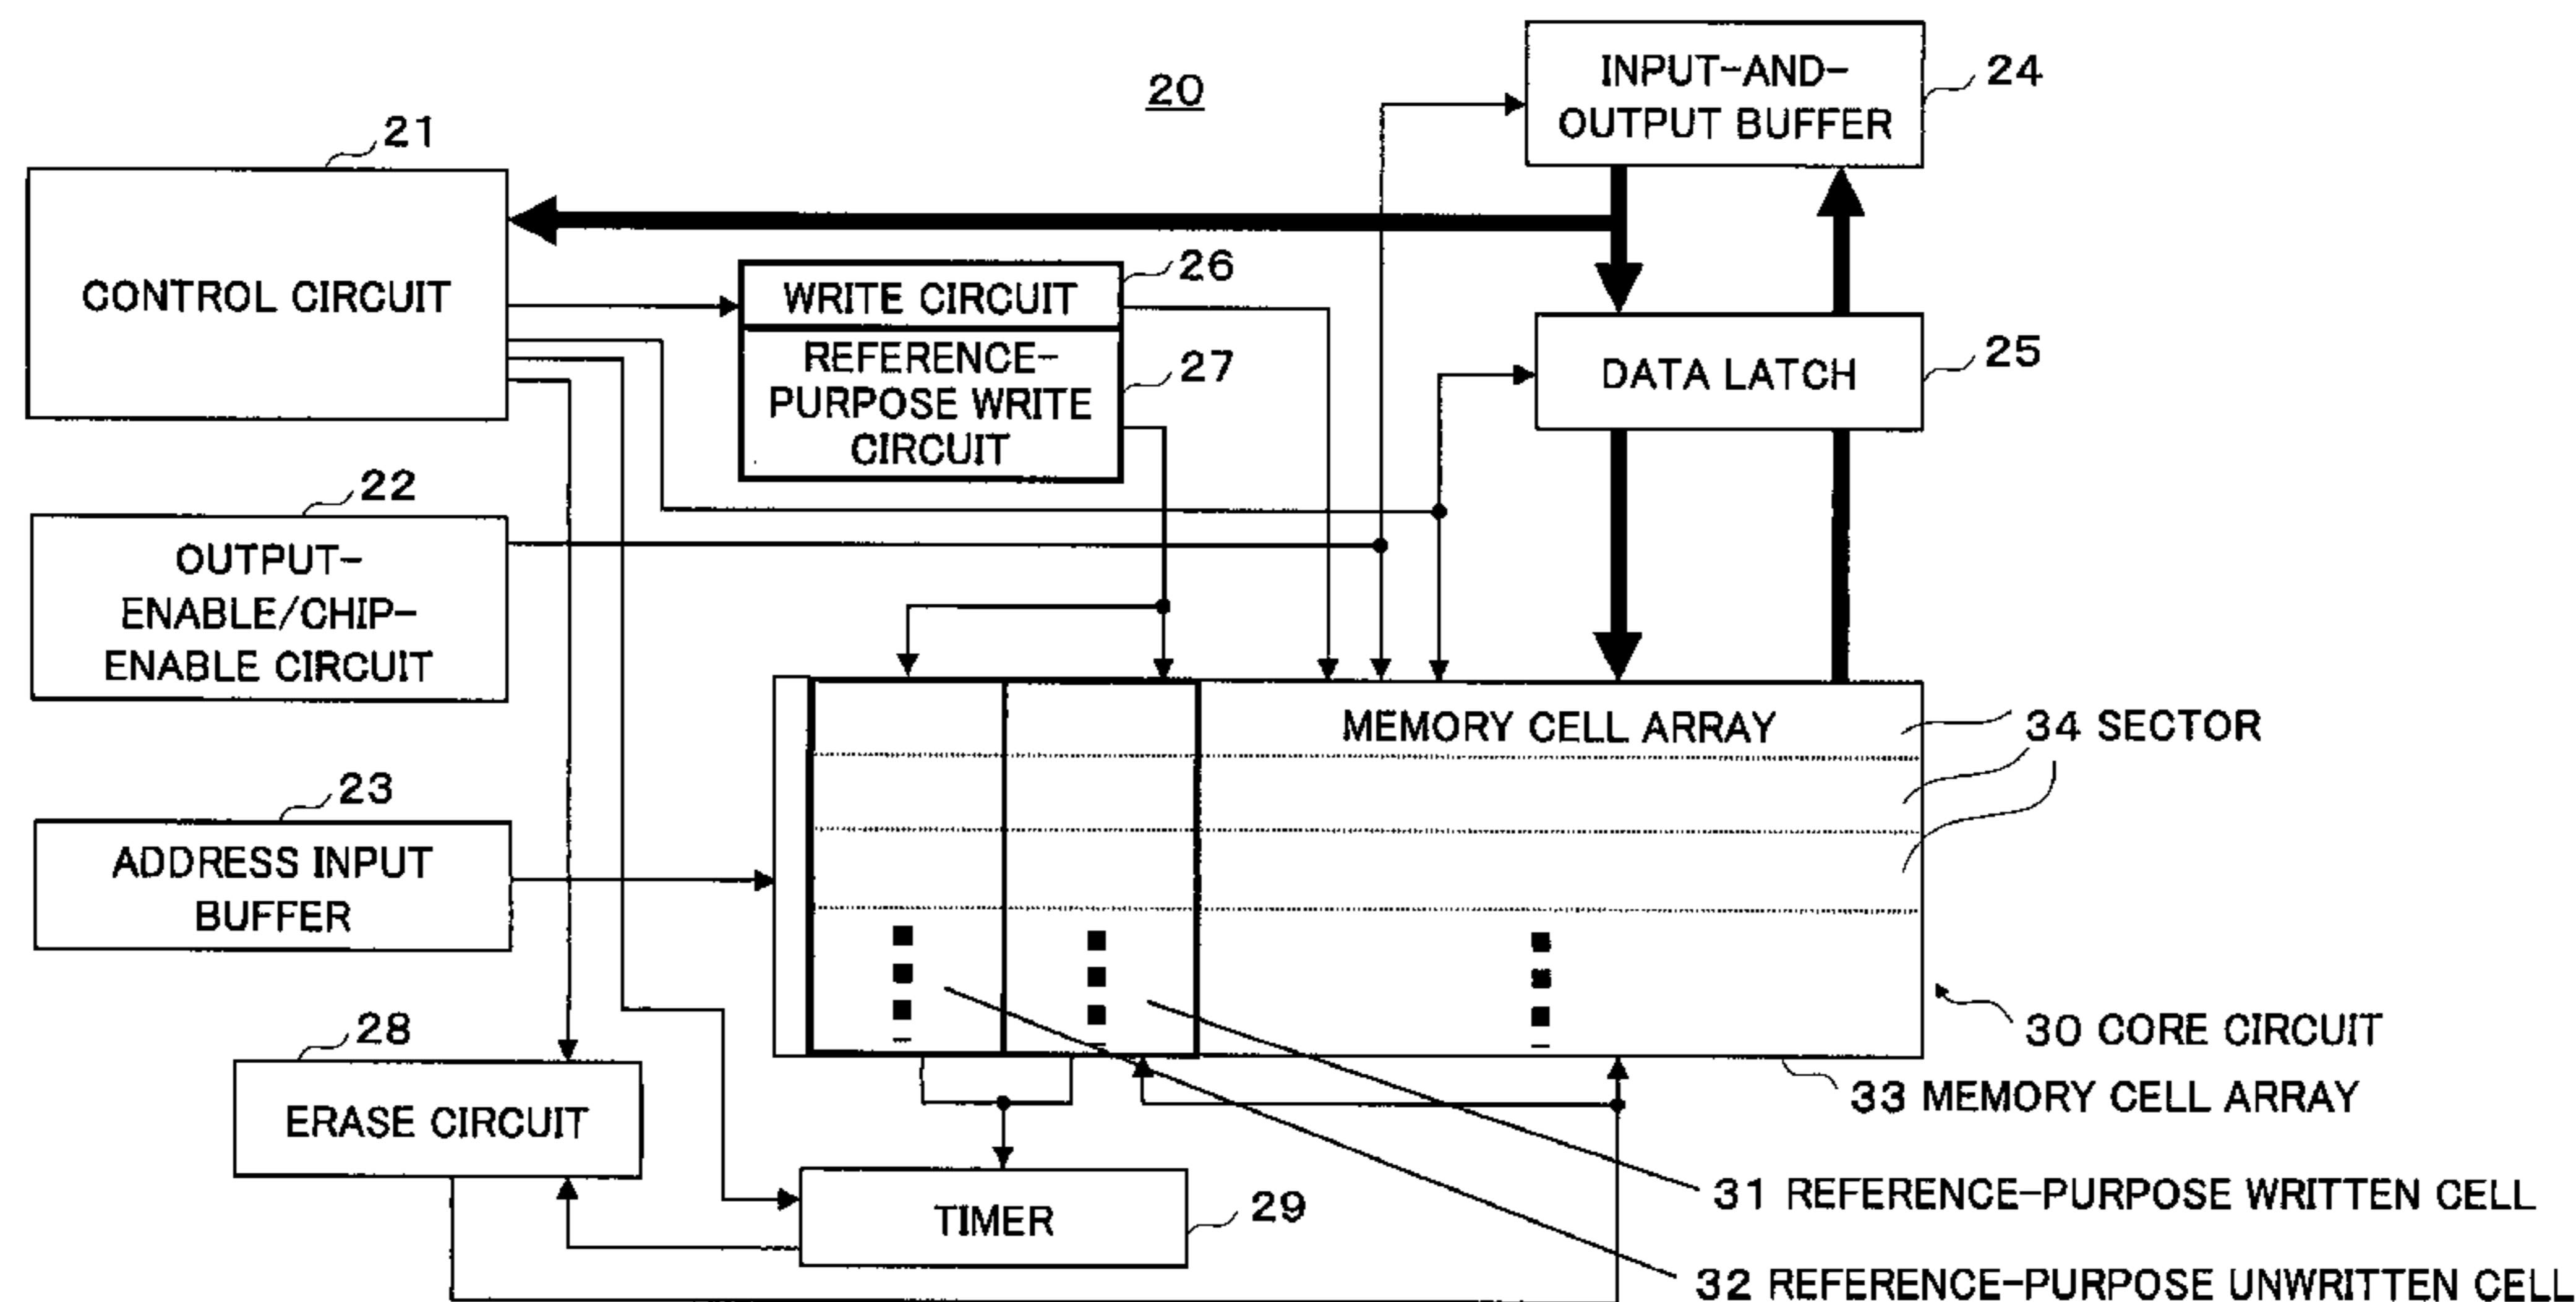 20
INPUT-AND-
OUTPUT BUFFER
24
21
CONTROL CIRCUIT
26
WRITE CIRCUIT
REFERENCE-
PURPOSE WRITE
CIRCUIT
27
DATA LATCH
25
22
OUTPUT-
ENABLE/CHIP-
ENABLE CIRCUIT
MEMORY CELL ARRAY
34 SECTOR
23
ADDRESS INPUT
BUFFER
30 CORE CIRCUIT
33 MEMORY CELL ARRAY
28
ERASE CIRCUIT
TIMER
29
31 REFERENCE-PURPOSE WRITTEN CELL
32 REFERENCE-PURPOSE UNWRITTEN CELL